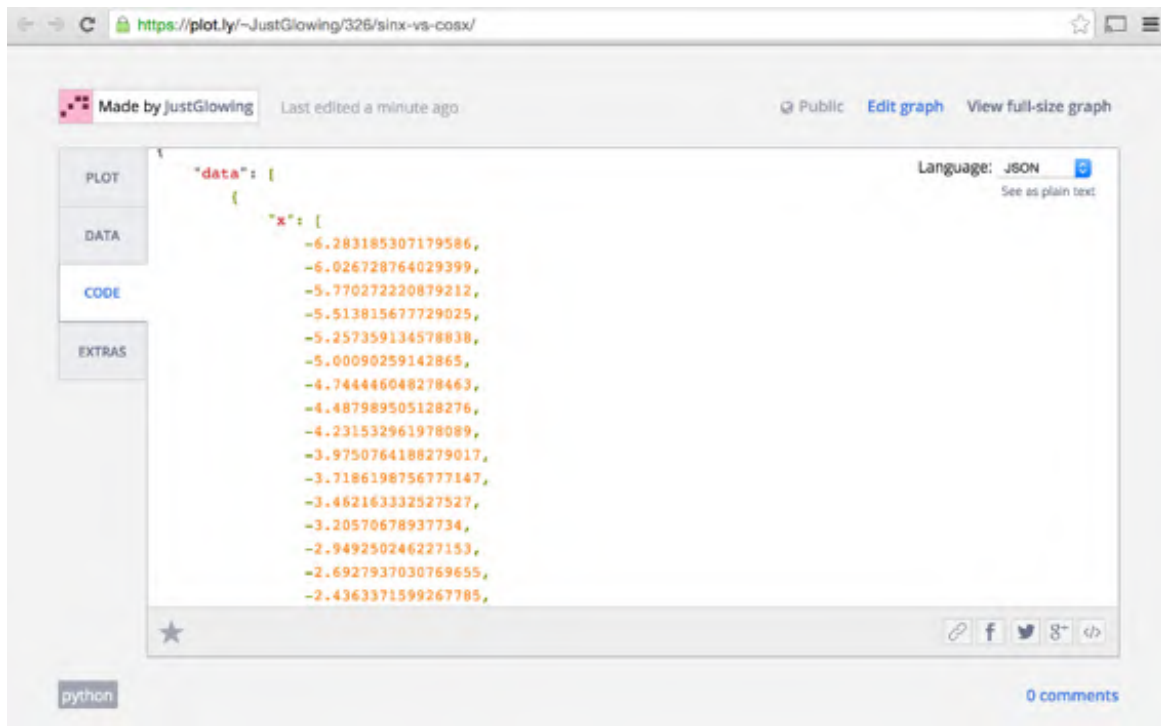 https://plot.ly/~JustGlowing/326/sinx-vs-cosx/
Made by JustGlowing Last edited a minute ago Public Edit graph View full-size graph
PLOT
DATA
CODE
EXTRAS
Language: JSON
See as plain text
{
"data": [
{
"x": [
-6.283185307179586,
-6.026728764029399,
-5.770272220879212,
-5.513815677729025,
-5.257359134578838,
-5.00090259142865,
-4.744446048278463,
-4.487989505128276,
-4.231532961978089,
-3.9750764188279017,
-3.7186198756777147,
-3.462163332527527,
-3.20570678937734,
-2.949250246227153,
-2.6927937030769655,
-2.4363371599267785,
f 8+ </>
python 0 comments